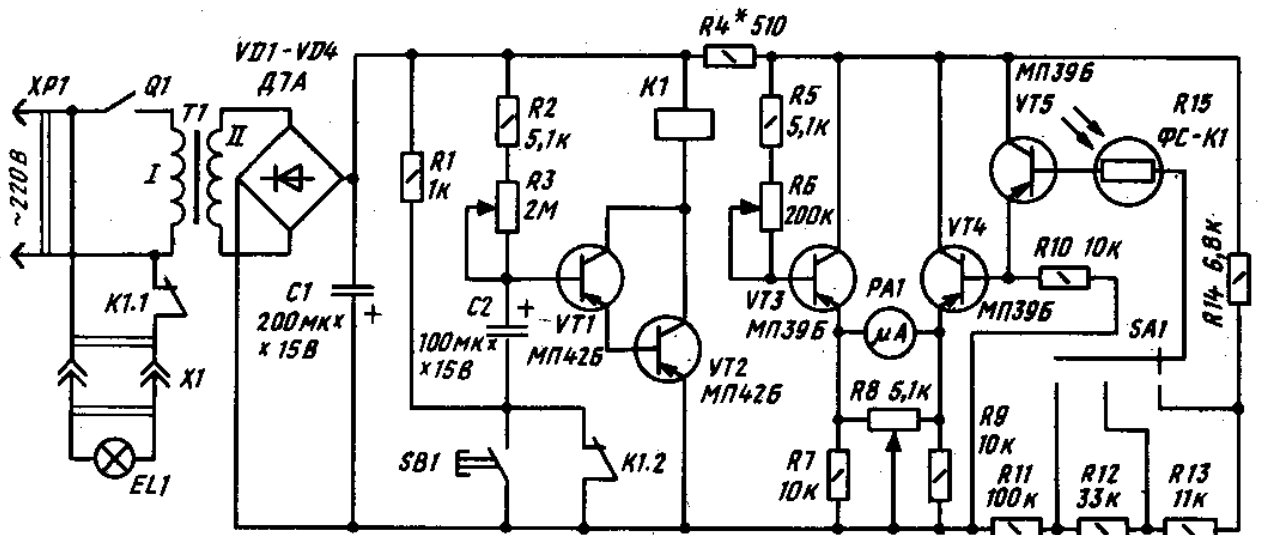 R4* 510
VD1-VD4
Д7А
XP1
Q1
T1
I
II
~220В
K1.1
X1
EL1
C1
200мк×
×15В
R1
1к
R2
5,1к
R3
2М
C2
100мк×
×15В
VT1
МП42Б
K1
VT2
МП42Б
SB1
K1.2
R5
5,1к
R6
200к
VT3
МП39Б
PA1
μA
VT4
МП39Б
R8 5,1к
R7
10к
R9
10к
МП39Б
VT5
R15
ФС-К1
R10 10к
R14 6,8к
SA1
R11
100к
R12
33к
R13
11к